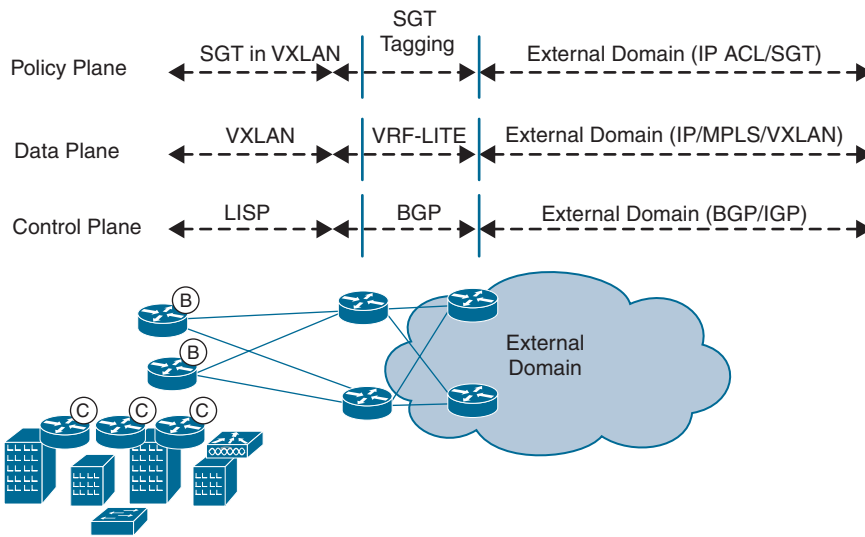 SGT
Tagging
Policy Plane
SGT in VXLAN
External Domain (IP ACL/SGT)
Data Plane
VXLAN
VRF-LITE
External Domain (IP/MPLS/VXLAN)
Control Plane
LISP
BGP
External Domain (BGP/IGP)
B
B
External
Domain
C
C
C